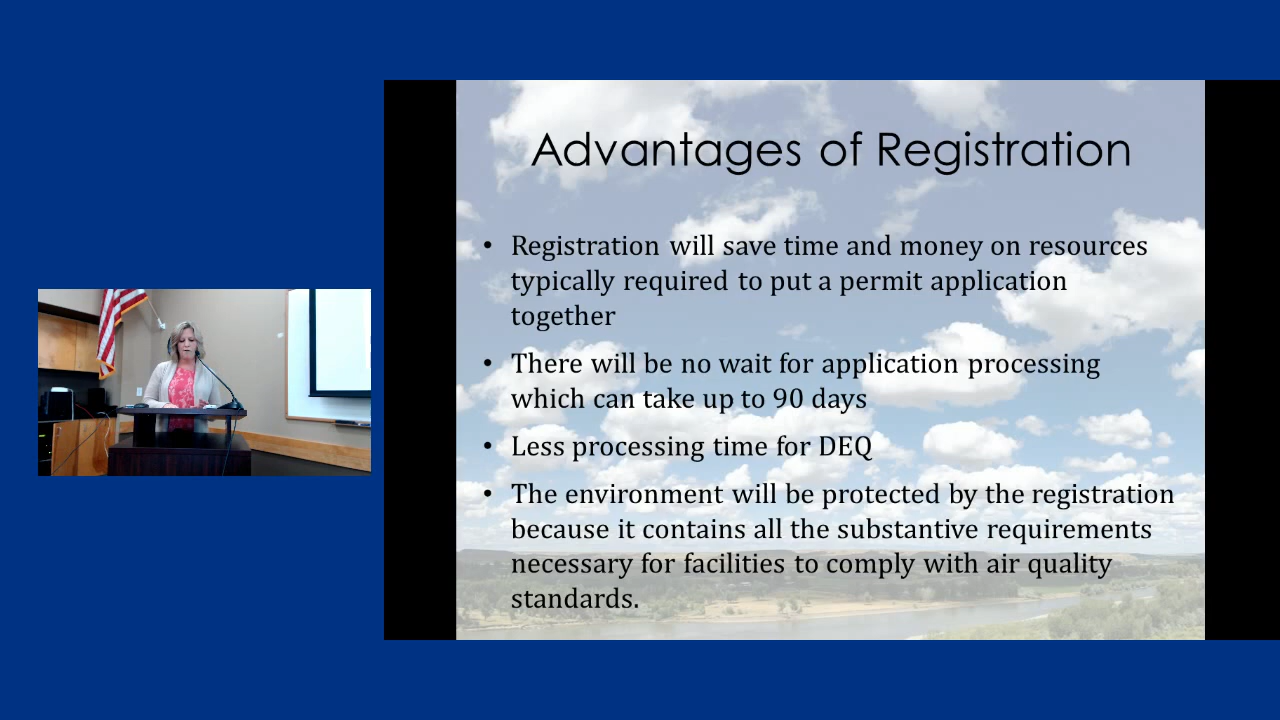 Advantages of Registration
• Registration will save time and money on resources
typically required to put a permit application
together
• There will be no wait for application processing
which can take up to 90 days
• Less processing time for DEQ
• The environment will be protected by the registration
because it contains all the substantive requirements
necessary for facilities to comply with air quality
standards.